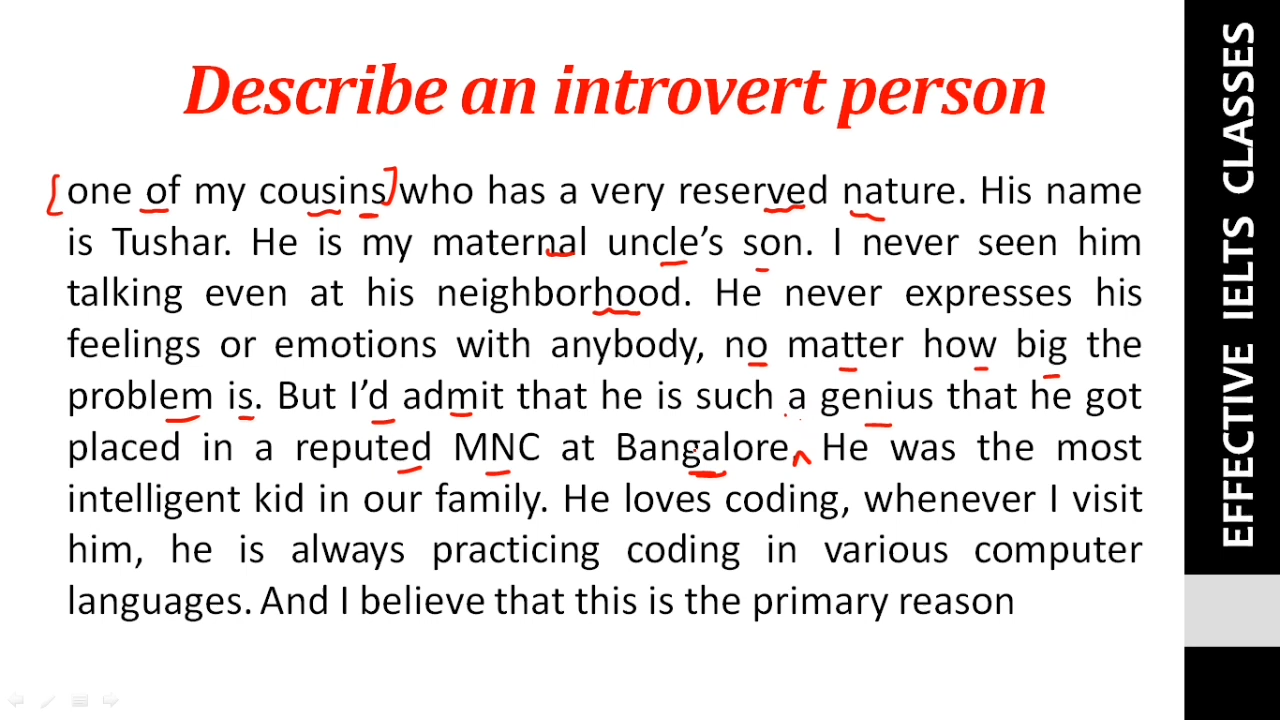 Describe an introvert person
one of my cousins who has a very reserved nature. His name
is Tushar. He is my maternal uncle’s son. I never seen him
talking even at his neighborhood. He never expresses his
feelings or emotions with anybody, no matter how big the
problem is. But I’d admit that he is such a genius that he got
placed in a reputed MNC at Bangalore. He was the most
intelligent kid in our family. He loves coding, whenever I visit
him, he is always practicing coding in various computer
languages. And I believe that this is the primary reason
EFFECTIVE IELTS CLASSES